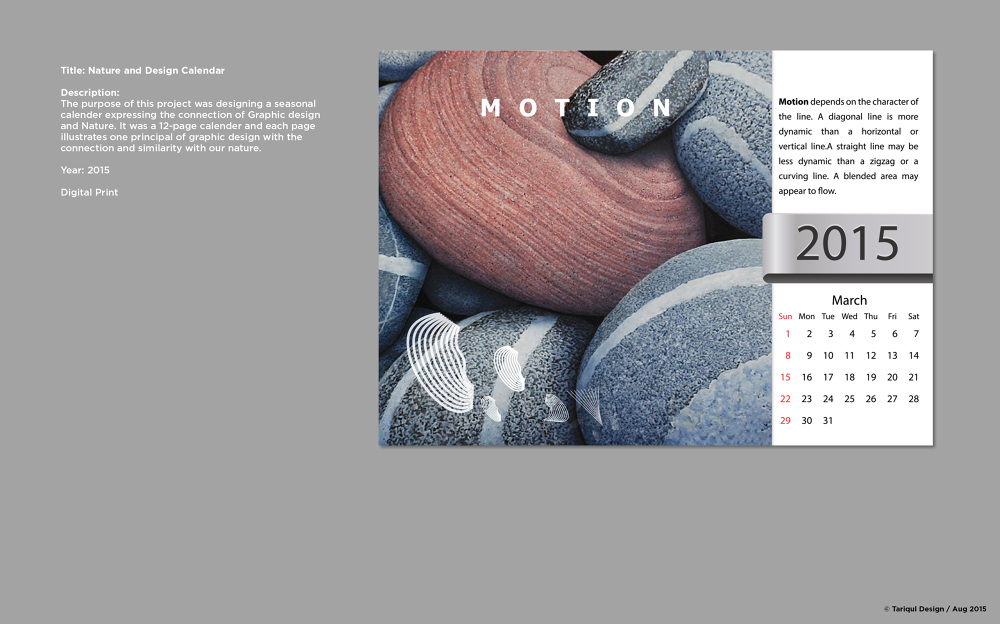 Title: Nature and Design Calendar
Description:
The purpose of this project was designing a seasonal
calender expressing the connection of Graphic design
and Nature. It was a 12-page calender and each page
illustrates one principal of graphic design with the
connection and similarity with our nature.
Year: 2015
Digital Print
MOTION
Motion depends on the character of
the line. A diagonal line is more
dynamic than a horizontal or
vertical line.A straight line may be
less dynamic than a zigzag or a
curving line. A blended area may
appear to flow.
2015
March
Sun Mon Tue Wed Thu Fri Sat
1 2 3 4 5 6 7
8 9 10 11 12 13 14
15 16 17 18 19 20 21
22 23 24 25 26 27 28
29 30 31
© Tariqul Design / Aug 2015